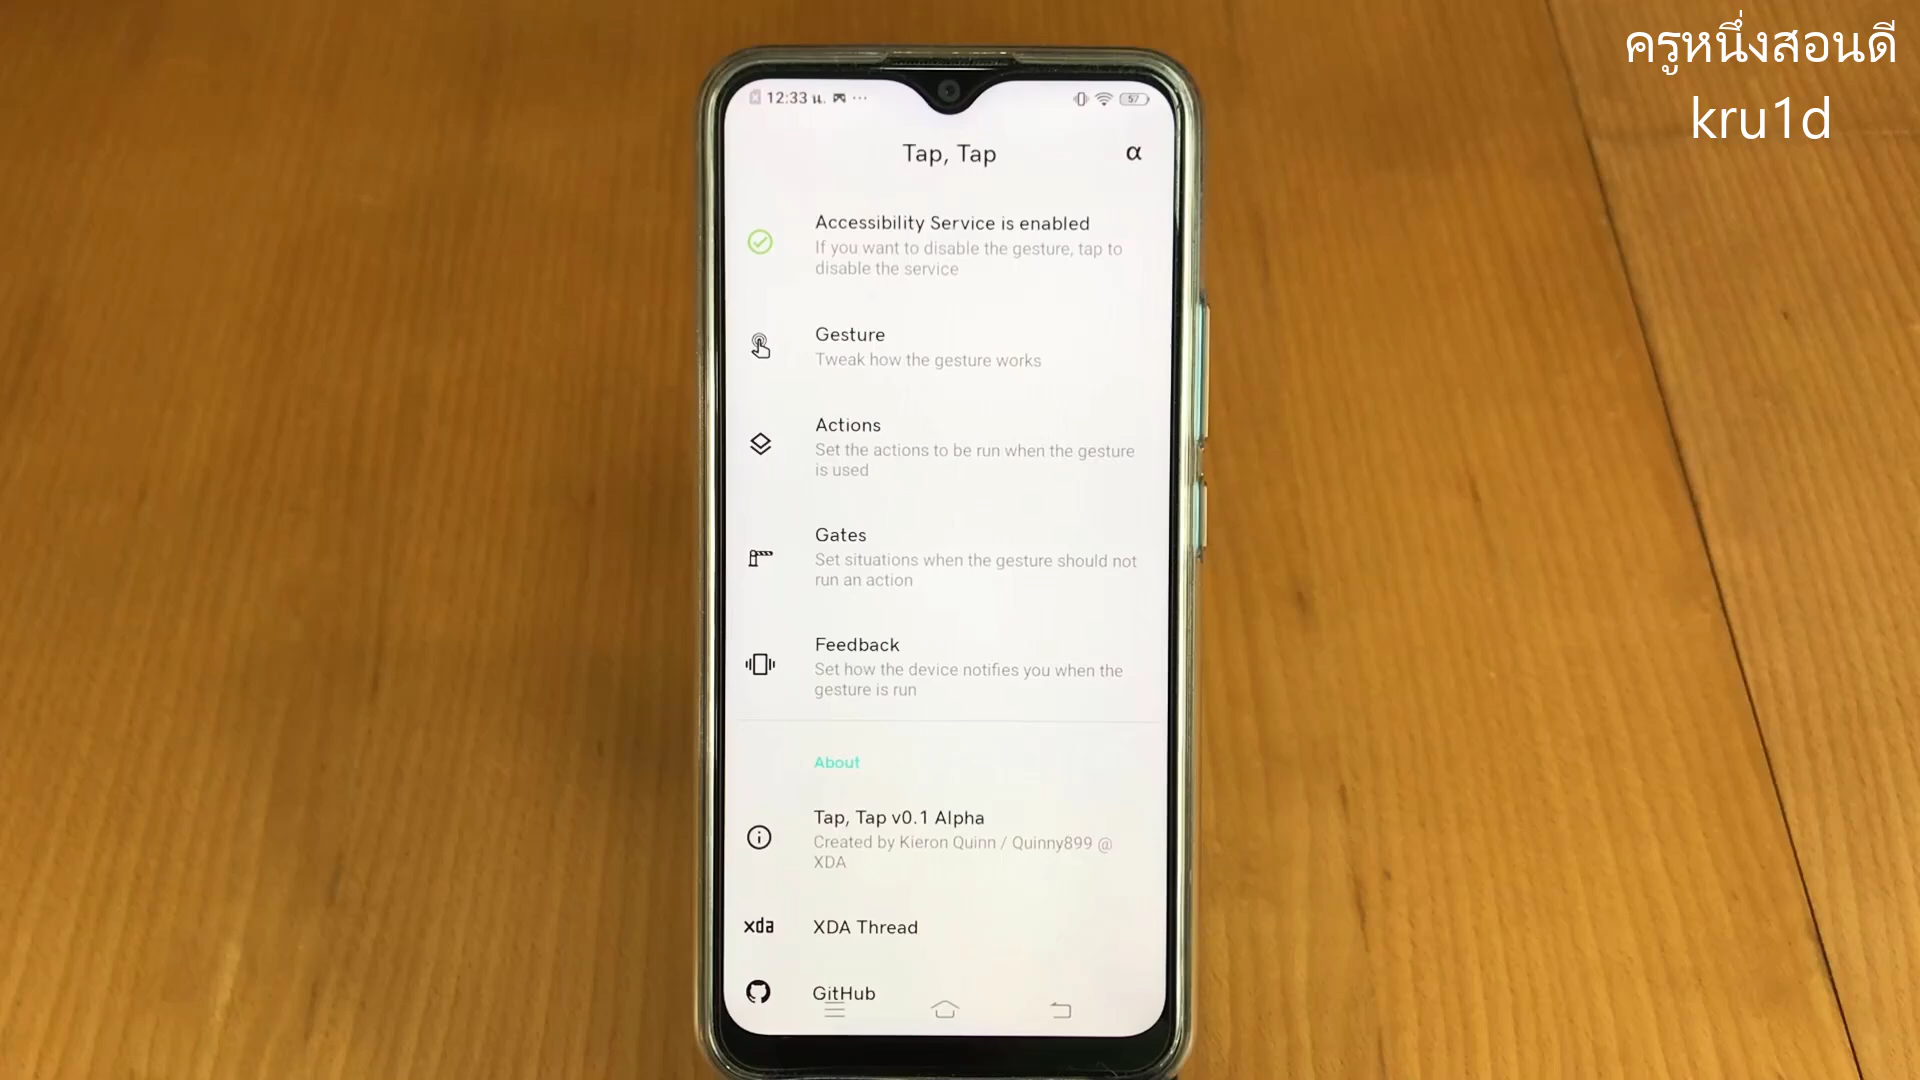 ครูหนึ่งสอนดี
kru1d
12:33 น.
57
Tap, Tap
α
Accessibility Service is enabled
If you want to disable the gesture, tap to
disable the service
Gesture
Tweak how the gesture works
Actions
Set the actions to be run when the gesture
is used
Gates
Set situations when the gesture should not
run an action
Feedback
Set how the device notifies you when the
gesture is run
About
Tap, Tap v0.1 Alpha
Created by Kieron Quinn / Quinny899 @
XDA
xda XDA Thread
GitHub